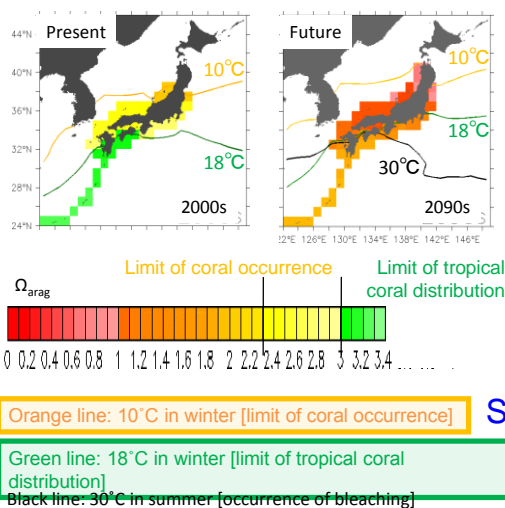 Present
Future
44°N
40°N
36°N
32°N
28°N
24°N
10°C
18°C
2000s
10°C
18°C
30°C
2090s
122°E 126°E 130°E 134°E 138°E 142°E 146°E
Limit of coral occurrence
Limit of tropical
coral distribution
Ωarag
0 0.2 0.4 0.6 0.8 1 1.2 1.4 1.6 1.8 2 2.2 2.4 2.6 2.8 3 3.2 3.4
Orange line: 10˚C in winter [limit of coral occurrence]
S
Green line: 18˚C in winter [limit of tropical coral
distribution]
Black line: 30˚C in summer [occurrence of bleaching]